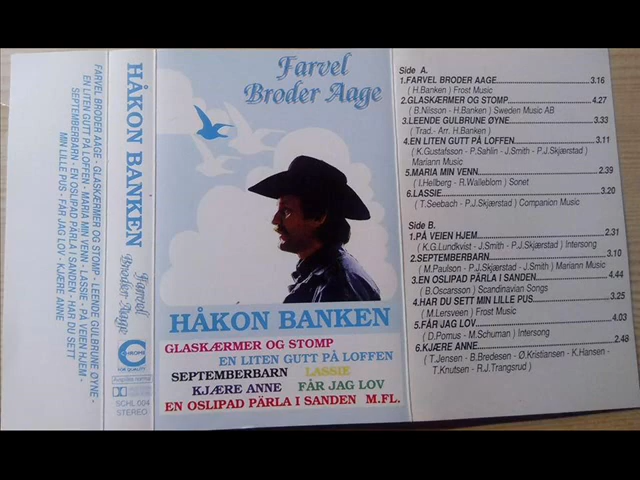 FARVEL BRODER AAGE - GLASKÆRMER OG STOMP - LEENDE GULBRUNE ØYNE -
EN LITEN GUTT PÅ LOFFEN - MARIA MIN VENN - LASSIE - PÅ VEIEN HJEM -
SEPTEMBERBARN - EN OSLIPAD PÄRLA I SANDEN - HAR DU SETT
MIN LILLE PUS - FÅR JAG LOV - KJÆRE ANNE
HÅKON BANKEN
Farvel
Broder Aage
CHROME
FOR QUALITY
SCHL 004
STEREO
Farvel
Broder Aage
HÅKON BANKEN
GLASKÆRMER OG STOMP
EN LITEN GUTT PÅ LOFFEN
SEPTEMBERBARN LASSIE
KJÆRE ANNE FÅR JAG LOV
EN OSLIPAD PÄRLA I SANDEN M.FL.
Side A.
1.FARVEL BRODER AAGE 3.16
( H.Banken ) Frost Music
2.GLASKÆRMER OG STOMP 4.27
( B.Nilsson - H.Banken ) Sweden Music AB
3.LEENDE GULBRUNE ØYNE 3.33
( Trad.- Arr. H.Banken )
4.EN LITEN GUTT PÅ LOFFEN 3.11
( K.Gustafsson - P.Sahlin - J.Smith - P.J.Skjærstad )
Mariann Music
5.MARIA MIN VENN 2.39
( I.Hellberg - R.Walleblom ) Sonet
6.LASSIE 3.20
( T.Seebach - P.J.Skjærstad ) Companion Music
Side B.
1.PÅ VEIEN HJEM 2.31
( K.G.Lundkvist - J.Smith - P.J.Skjærstad ) Intersong
2.SEPTEMBERBARN 3.10
( M.Paulson - P.J.Skjærstad - J.Smith ) Mariann Music
3.EN OSLIPAD PÄRLA I SANDEN 4.44
( B.Oscarsson ) Scandinavian Songs
4.HAR DU SETT MIN LILLE PUS 3.25
( M.Lersveen ) Frost Music
5.FÅR JAG LOV 4.03
( D.Pomus - M.Schuman ) Intersong
6.KJÆRE ANNE 2.48
( T.Jensen - B.Bredesen - Ø.Kristiansen - K.Hansen -
T.Knutsen - R.J.Trangsrud )